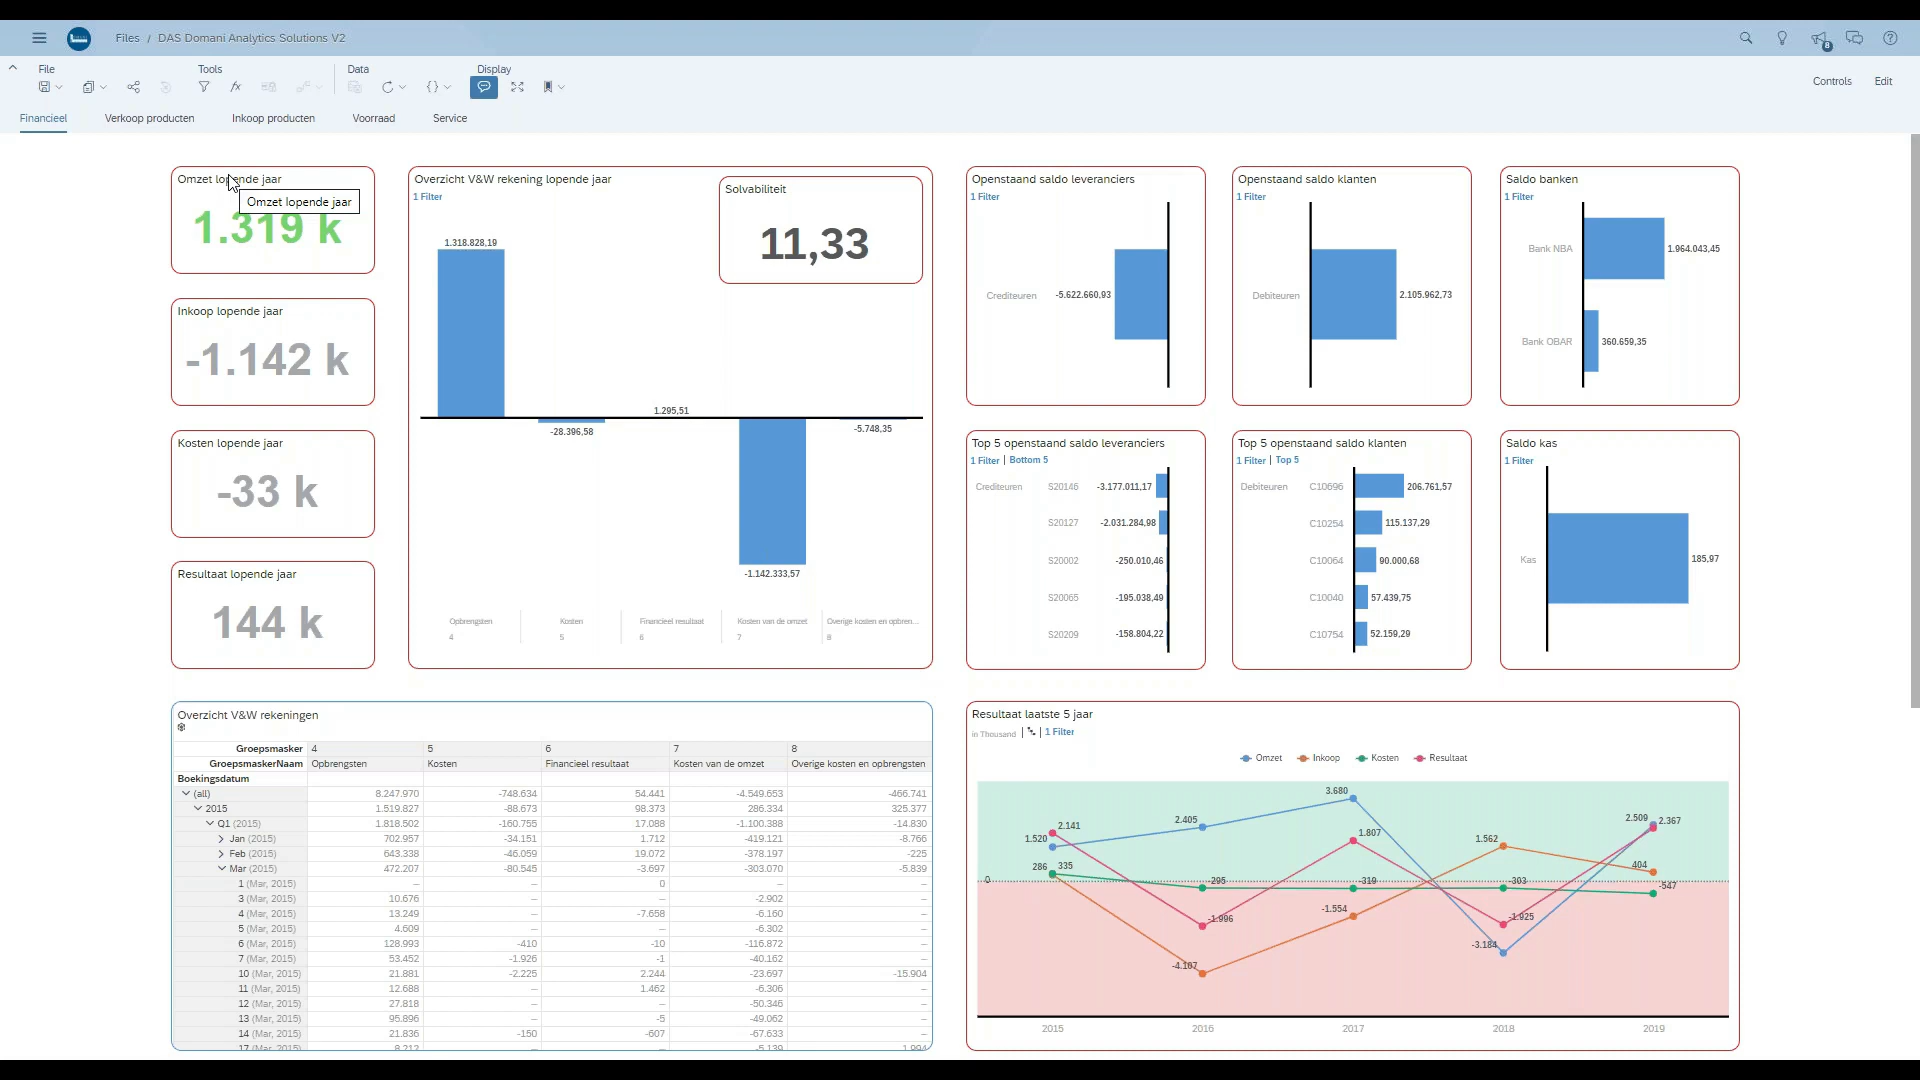 Files / DAS Domani Analytics Solutions V2
8
File
Tools
Data
Display
Controls
Edit
Financieel
Verkoop producten
Inkoop producten
Voorraad
Service
Omzet lopende jaar
Omzet lopende jaar
1.319 k
Inkoop lopende jaar
-1.142 k
Kosten lopende jaar
-33 k
Resultaat lopende jaar
144 k
Overzicht V&W rekening lopende jaar
1 Filter
Solvabiliteit
11,33
1.318.828,19
-28.396,58
1.295,51
-1.142.333,57
-5.748,35
Opbrengsten Kosten Financieel resultaat Kosten van de omzet Overige kosten en opbren...
4 5 6 7 8
Openstaand saldo leveranciers
1 Filter
Crediteuren -5.622.660,93
Openstaand saldo klanten
1 Filter
Debiteuren 2.105.962,73
Saldo banken
1 Filter
Bank NBA 1.964.043,45
Bank OBAR 360.659,35
Top 5 openstaand saldo leveranciers
1 Filter | Bottom 5
Crediteuren S20146 -3.177.011,17
S20127 -2.031.284,98
S20002 -250.010,46
S20065 -195.038,49
S20209 -158.804,22
Top 5 openstaand saldo klanten
1 Filter | Top 5
Debiteuren C10696 206.761,57
C10254 115.137,29
C10064 90.000,68
C10040 57.439,75
C10754 52.159,29
Saldo kas
1 Filter
Kas 185,97
Overzicht V&W rekeningen
Groepsmasker 4 5 6 7 8
GroepsmaskerNaam Opbrengsten Kosten Financieel resultaat Kosten van de omzet Overige kosten en opbrengsten
Boekingsdatum
(all) 8.247.970 -748.634 54.441 -4.549.653 -466.741
2015 1.519.827 -88.673 98.373 286.334 325.377
Q1 (2015) 1.818.502 -160.755 17.088 -1.100.388 -14.830
Jan (2015) 702.957 -34.151 1.712 -419.121 -8.766
Feb (2015) 643.338 -46.059 19.072 -378.197 -225
Mar (2015) 472.207 -80.545 -3.697 -303.070 -5.839
1 (Mar, 2015) – – 0 – –
3 (Mar, 2015) 10.676 – – -2.902 –
4 (Mar, 2015) 13.249 – -7.658 -6.160 –
5 (Mar, 2015) 4.609 – – -6.302 –
6 (Mar, 2015) 128.993 -410 -10 -116.872 –
7 (Mar, 2015) 53.452 -1.926 -1 -40.162 –
10 (Mar, 2015) 21.881 -2.225 2.244 -23.697 -15.904
11 (Mar, 2015) 12.688 – 1.462 -6.306 –
12 (Mar, 2015) 27.818 – – -50.346 –
13 (Mar, 2015) 95.896 – -5 -49.062 –
14 (Mar, 2015) 21.836 -150 -607 -67.633 –
17 (Mar, 2015) 8.212 – – -5.139 1.994
Resultaat laatste 5 jaar
in Thousand | 1 Filter
Omzet Inkoop Kosten Resultaat
3.680
2.405
2.141
1.520
1.807
1.562
2.509
2.367
286
335
404
0
-295
-319
-303
-547
-1.996
-1.554
-1.925
-3.184
-4.107
2015 2016 2017 2018 2019